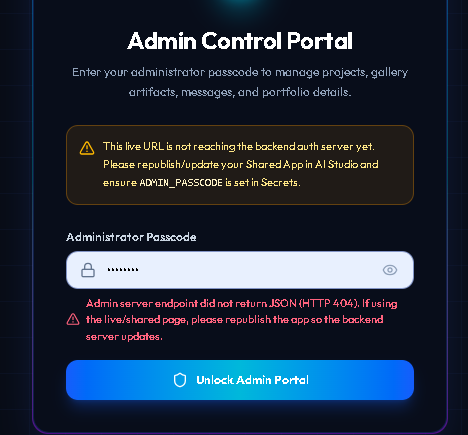 Admin Control Portal
Enter your administrator passcode to manage projects, gallery
artifacts, messages, and portfolio details.
This live URL is not reaching the backend auth server yet.
Please republish/update your Shared App in AI Studio and
ensure ADMIN_PASSCODE is set in Secrets.
Administrator Passcode
••••••••
Admin server endpoint did not return JSON (HTTP 404). If using
the live/shared page, please republish the app so the backend
server updates.
Unlock Admin Portal